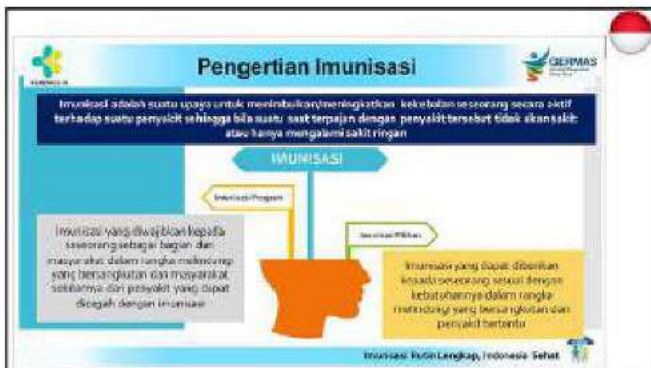 Pengertian Imunisasi
GERMAS
Imunisasi adalah suatu upaya untuk menimbulkan/meningkatkan kekebalan seseorang secara aktif
terhadap suatu penyakit sehingga bila suatu saat terpajan dengan penyakit tersebut tidak akan sakit
atau hanya mengalami sakit ringan
IMUNISASI
Imunisasi Program
Imunisasi Pilihan
Imunisasi yang diwajibkan kepada
seseorang sebagai bagian dari
masyarakat dalam rangka melindungi
yang bersangkutan dan masyarakat
sekitarnya dari penyakit yang dapat
dicegah dengan imunisasi
Imunisasi yang dapat diberikan
kepada seseorang sesuai dengan
kebutuhannya dalam rangka
melindungi yang bersangkutan dari
penyakit tertentu
Imunisasi Rutin Lengkap, Indonesia Sehat